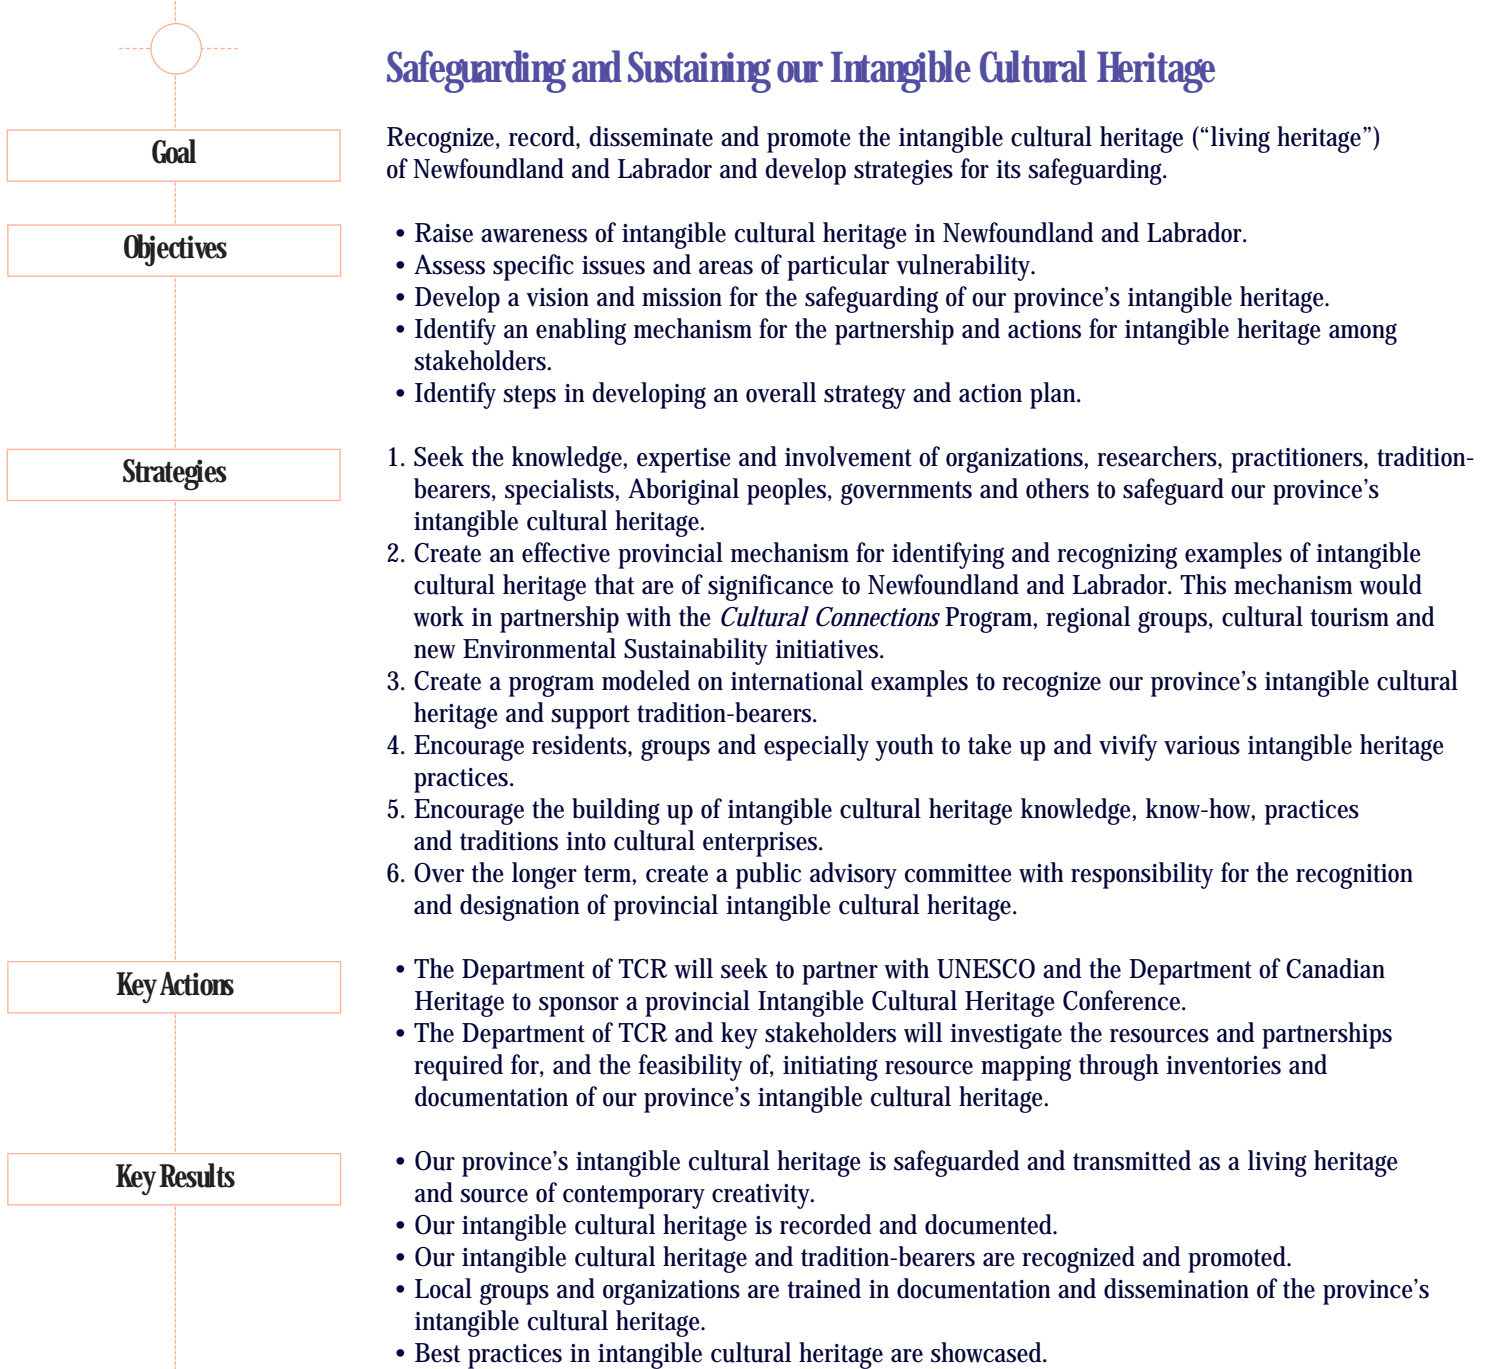 Safeguarding and Sustaining our Intangible Cultural Heritage
Goal
Recognize, record, disseminate and promote the intangible cultural heritage (“living heritage”)
of Newfoundland and Labrador and develop strategies for its safeguarding.
Objectives
• Raise awareness of intangible cultural heritage in Newfoundland and Labrador.
• Assess specific issues and areas of particular vulnerability.
• Develop a vision and mission for the safeguarding of our province’s intangible heritage.
• Identify an enabling mechanism for the partnership and actions for intangible heritage among
stakeholders.
• Identify steps in developing an overall strategy and action plan.
Strategies
1. Seek the knowledge, expertise and involvement of organizations, researchers, practitioners, tradition-
bearers, specialists, Aboriginal peoples, governments and others to safeguard our province’s
intangible cultural heritage.
2. Create an effective provincial mechanism for identifying and recognizing examples of intangible
cultural heritage that are of significance to Newfoundland and Labrador. This mechanism would
work in partnership with the Cultural Connections Program, regional groups, cultural tourism and
new Environmental Sustainability initiatives.
3. Create a program modeled on international examples to recognize our province’s intangible cultural
heritage and support tradition-bearers.
4. Encourage residents, groups and especially youth to take up and vivify various intangible heritage
practices.
5. Encourage the building up of intangible cultural heritage knowledge, know-how, practices
and traditions into cultural enterprises.
6. Over the longer term, create a public advisory committee with responsibility for the recognition
and designation of provincial intangible cultural heritage.
Key Actions
• The Department of TCR will seek to partner with UNESCO and the Department of Canadian
Heritage to sponsor a provincial Intangible Cultural Heritage Conference.
• The Department of TCR and key stakeholders will investigate the resources and partnerships
required for, and the feasibility of, initiating resource mapping through inventories and
documentation of our province’s intangible cultural heritage.
Key Results
• Our province’s intangible cultural heritage is safeguarded and transmitted as a living heritage
and source of contemporary creativity.
• Our intangible cultural heritage is recorded and documented.
• Our intangible cultural heritage and tradition-bearers are recognized and promoted.
• Local groups and organizations are trained in documentation and dissemination of the province’s
intangible cultural heritage.
• Best practices in intangible cultural heritage are showcased.